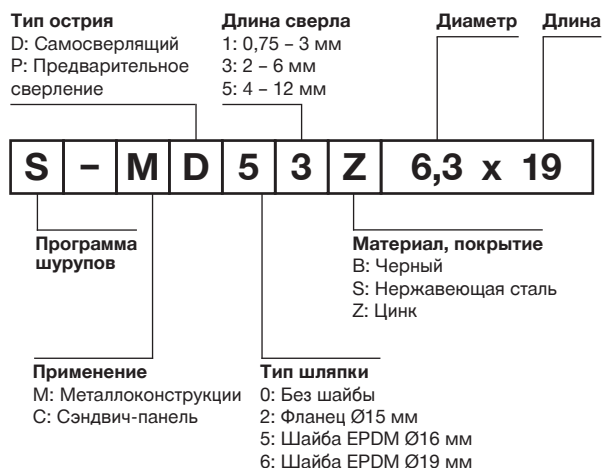 Тип острия
D: Самосверлящий
P: Предварительное
сверление
Длина сверла
1: 0,75 – 3 мм
3: 2 – 6 мм
5: 4 – 12 мм
Диаметр
Длина
S – M D 5 3 Z 6,3 x 19
Программа
шурупов
Материал, покрытие
B: Черный
S: Нержавеющая сталь
Z: Цинк
Применение
M: Металлоконструкции
C: Сэндвич-панель
Тип шляпки
0: Без шайбы
2: Фланец Ø15 мм
5: Шайба EPDM Ø16 мм
6: Шайба EPDM Ø19 мм